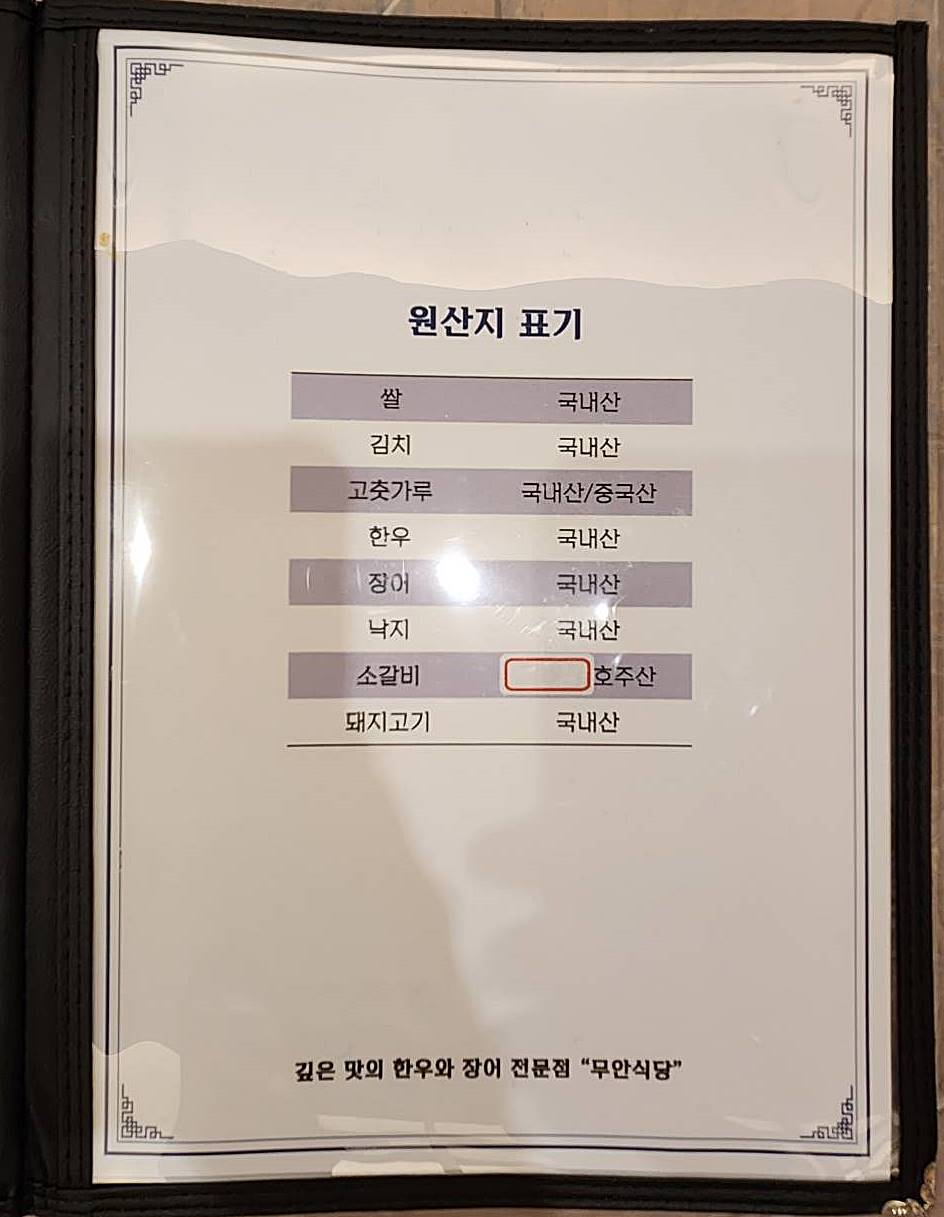 원산지 표기
쌀 국내산
김치 국내산
고춧가루 국내산/중국산
한우 국내산
장어 국내산
낙지 국내산
소갈비 호주산
돼지고기 국내산
깊은 맛의 한우와 장어 전문점 “무안식당”